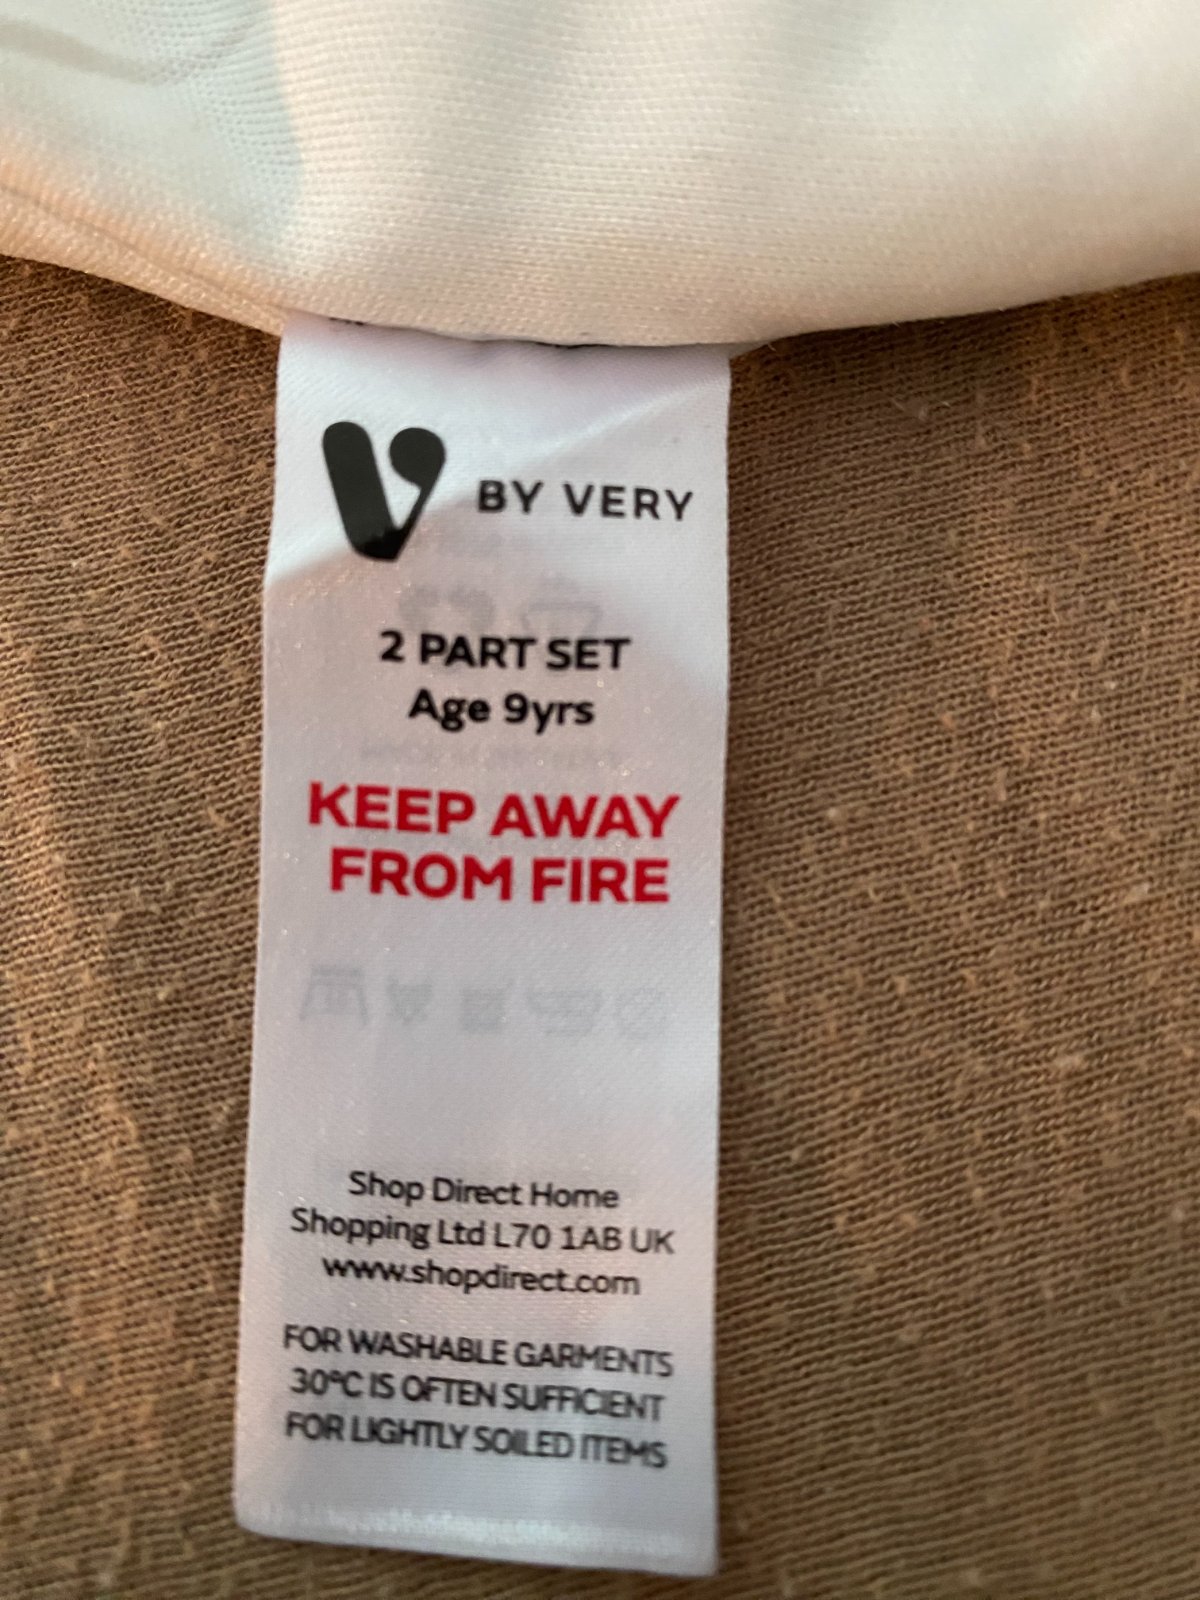 V BY VERY
2 PART SET
Age 9yrs
KEEP AWAY
FROM FIRE
Shop Direct Home
Shopping Ltd L70 1AB UK
www.shopdirect.com
FOR WASHABLE GARMENTS
30°C IS OFTEN SUFFICIENT
FOR LIGHTLY SOILED ITEMS